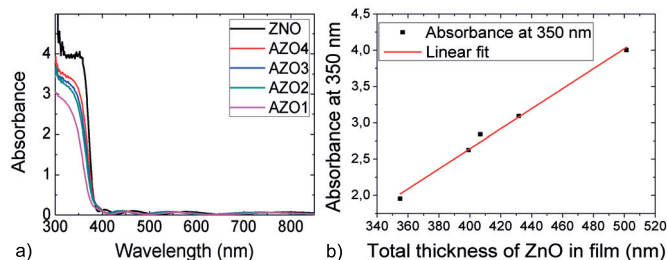 ZNO
AZO4
AZO3
AZO2
AZO1
5
4
3
2
1
0
300 400 500 600 700 800
Absorbance
Wavelength (nm)
a)
Absorbance at 350 nm
Linear fit
4.5
4.0
3.5
3.0
2.5
2.0
340 360 380 400 420 440 460 480 500 520
Absorbance at 350 nm
Total thickness of ZnO in film (nm)
b)